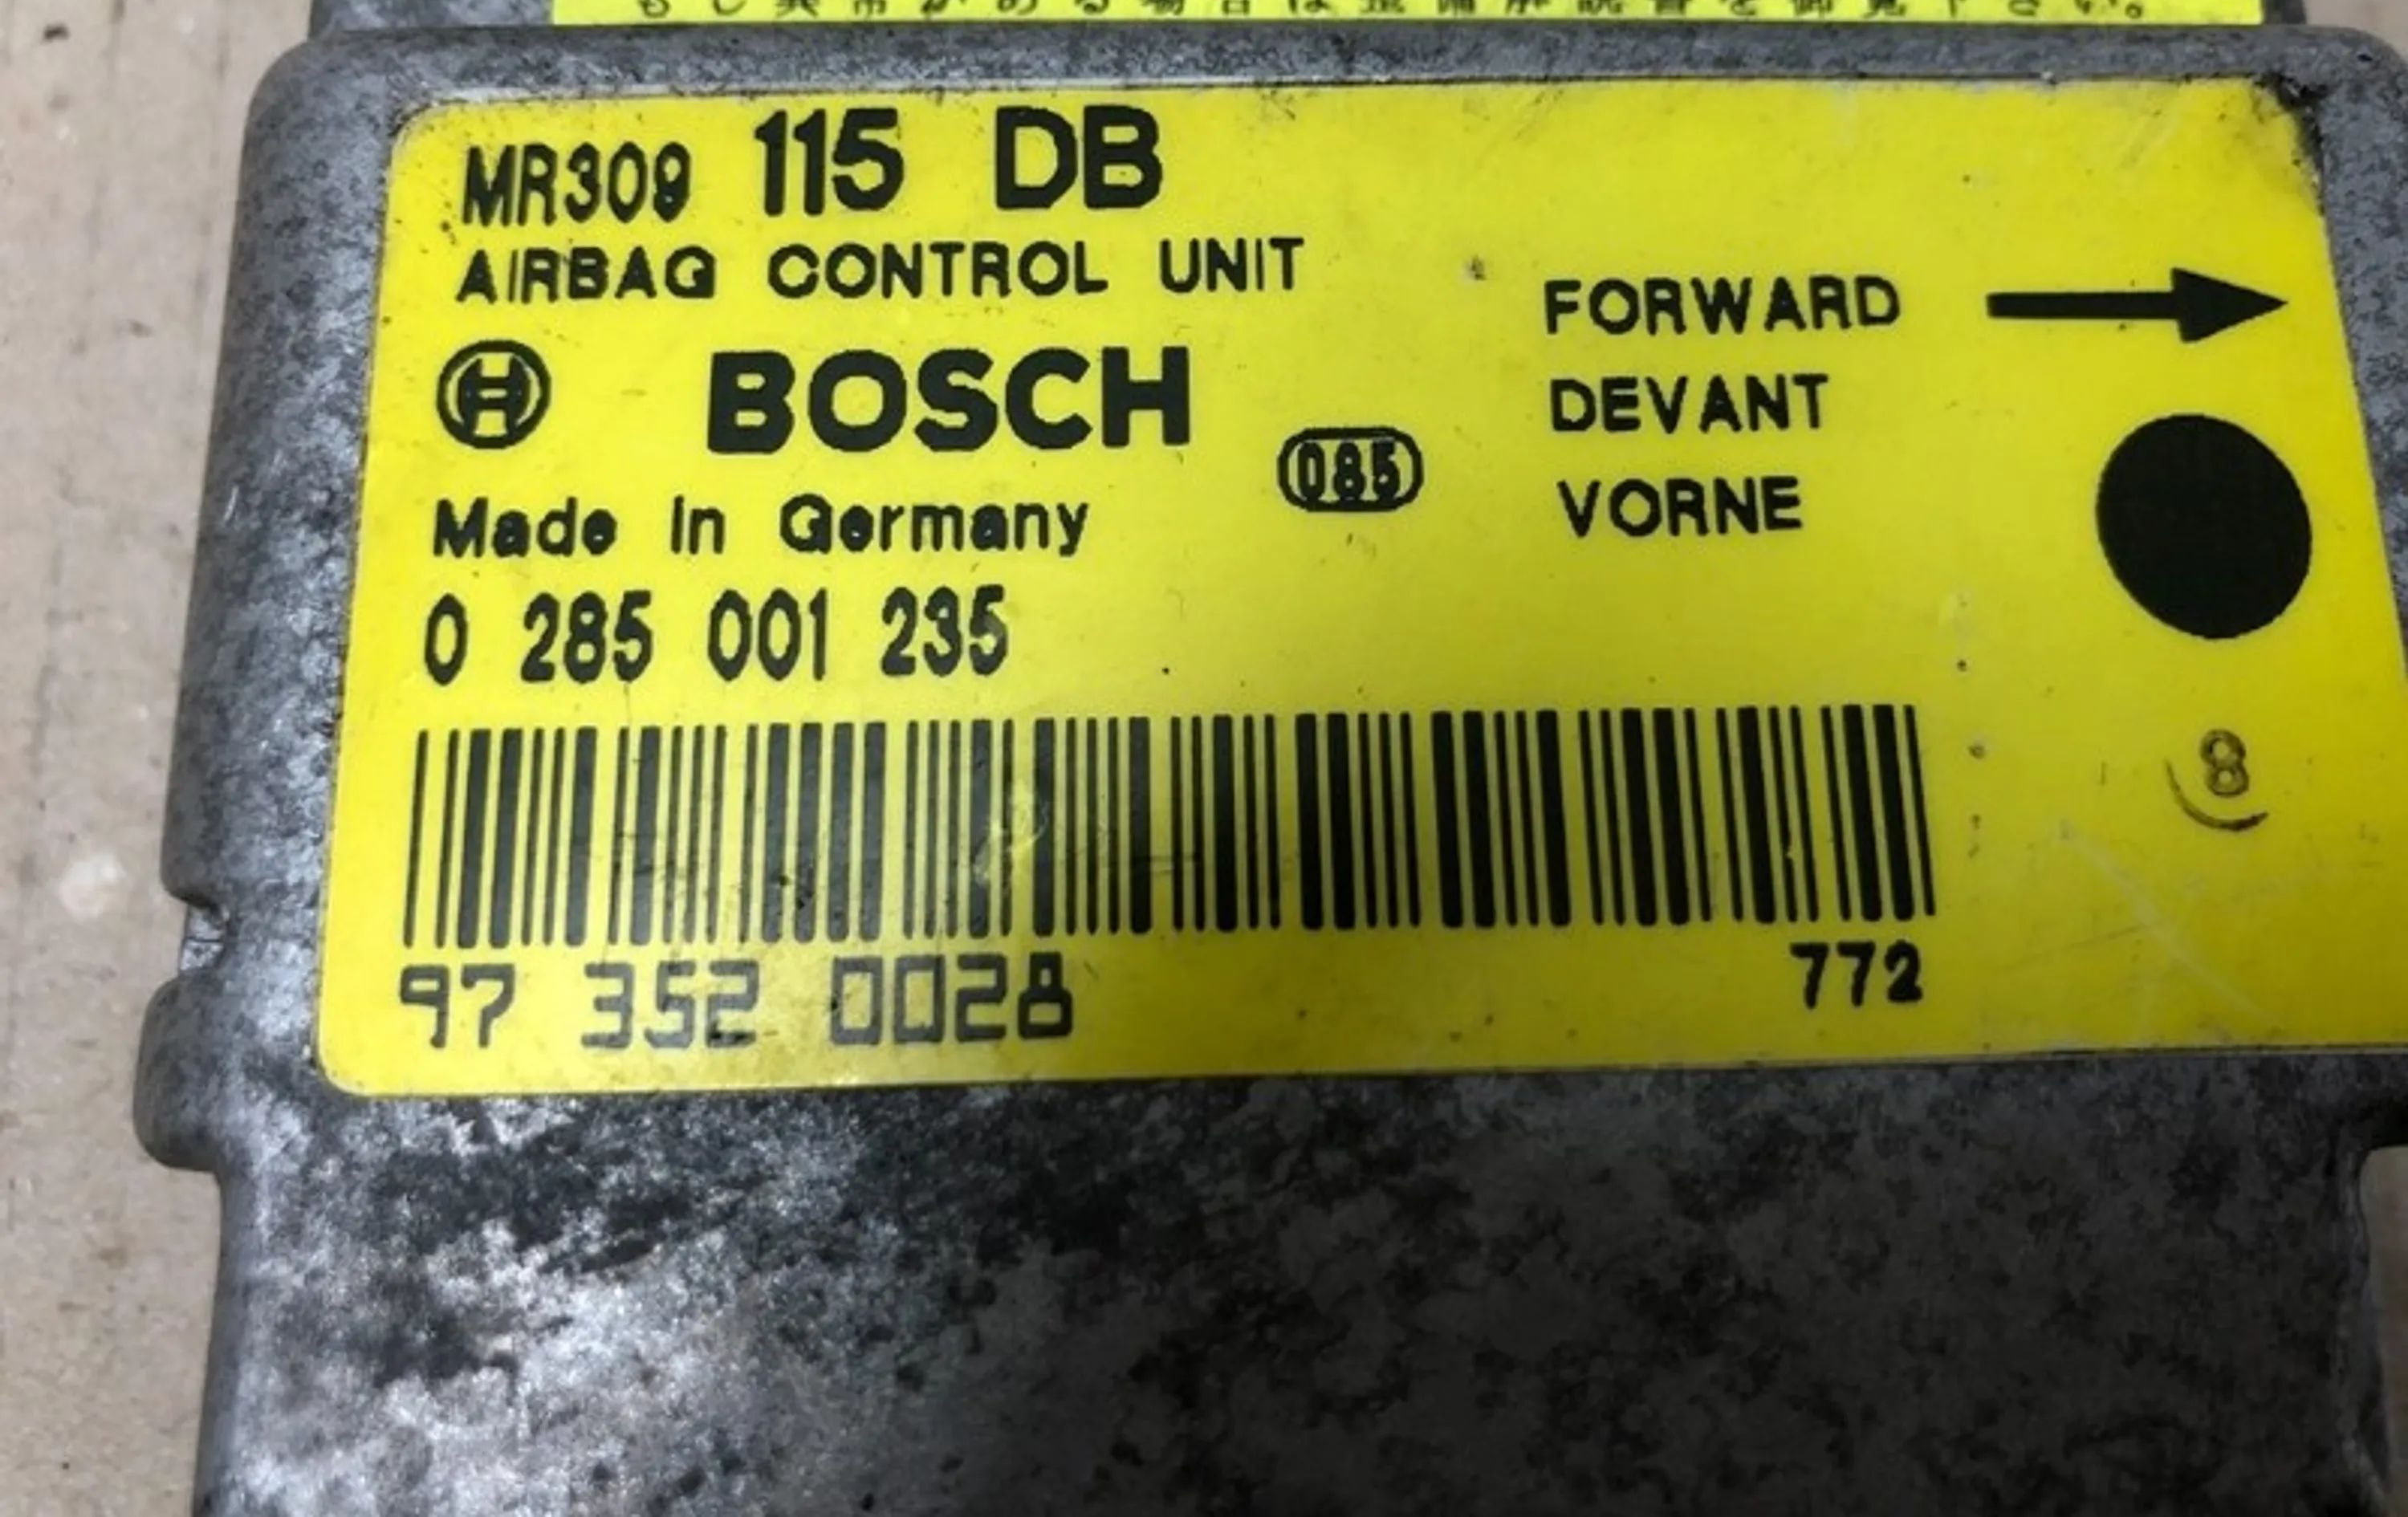 MR309 115 DB
AIRBAG CONTROL UNIT
BOSCH
085
Made in Germany
0 285 001 235
FORWARD
DEVANT
VORNE
8
97 352 0028
772